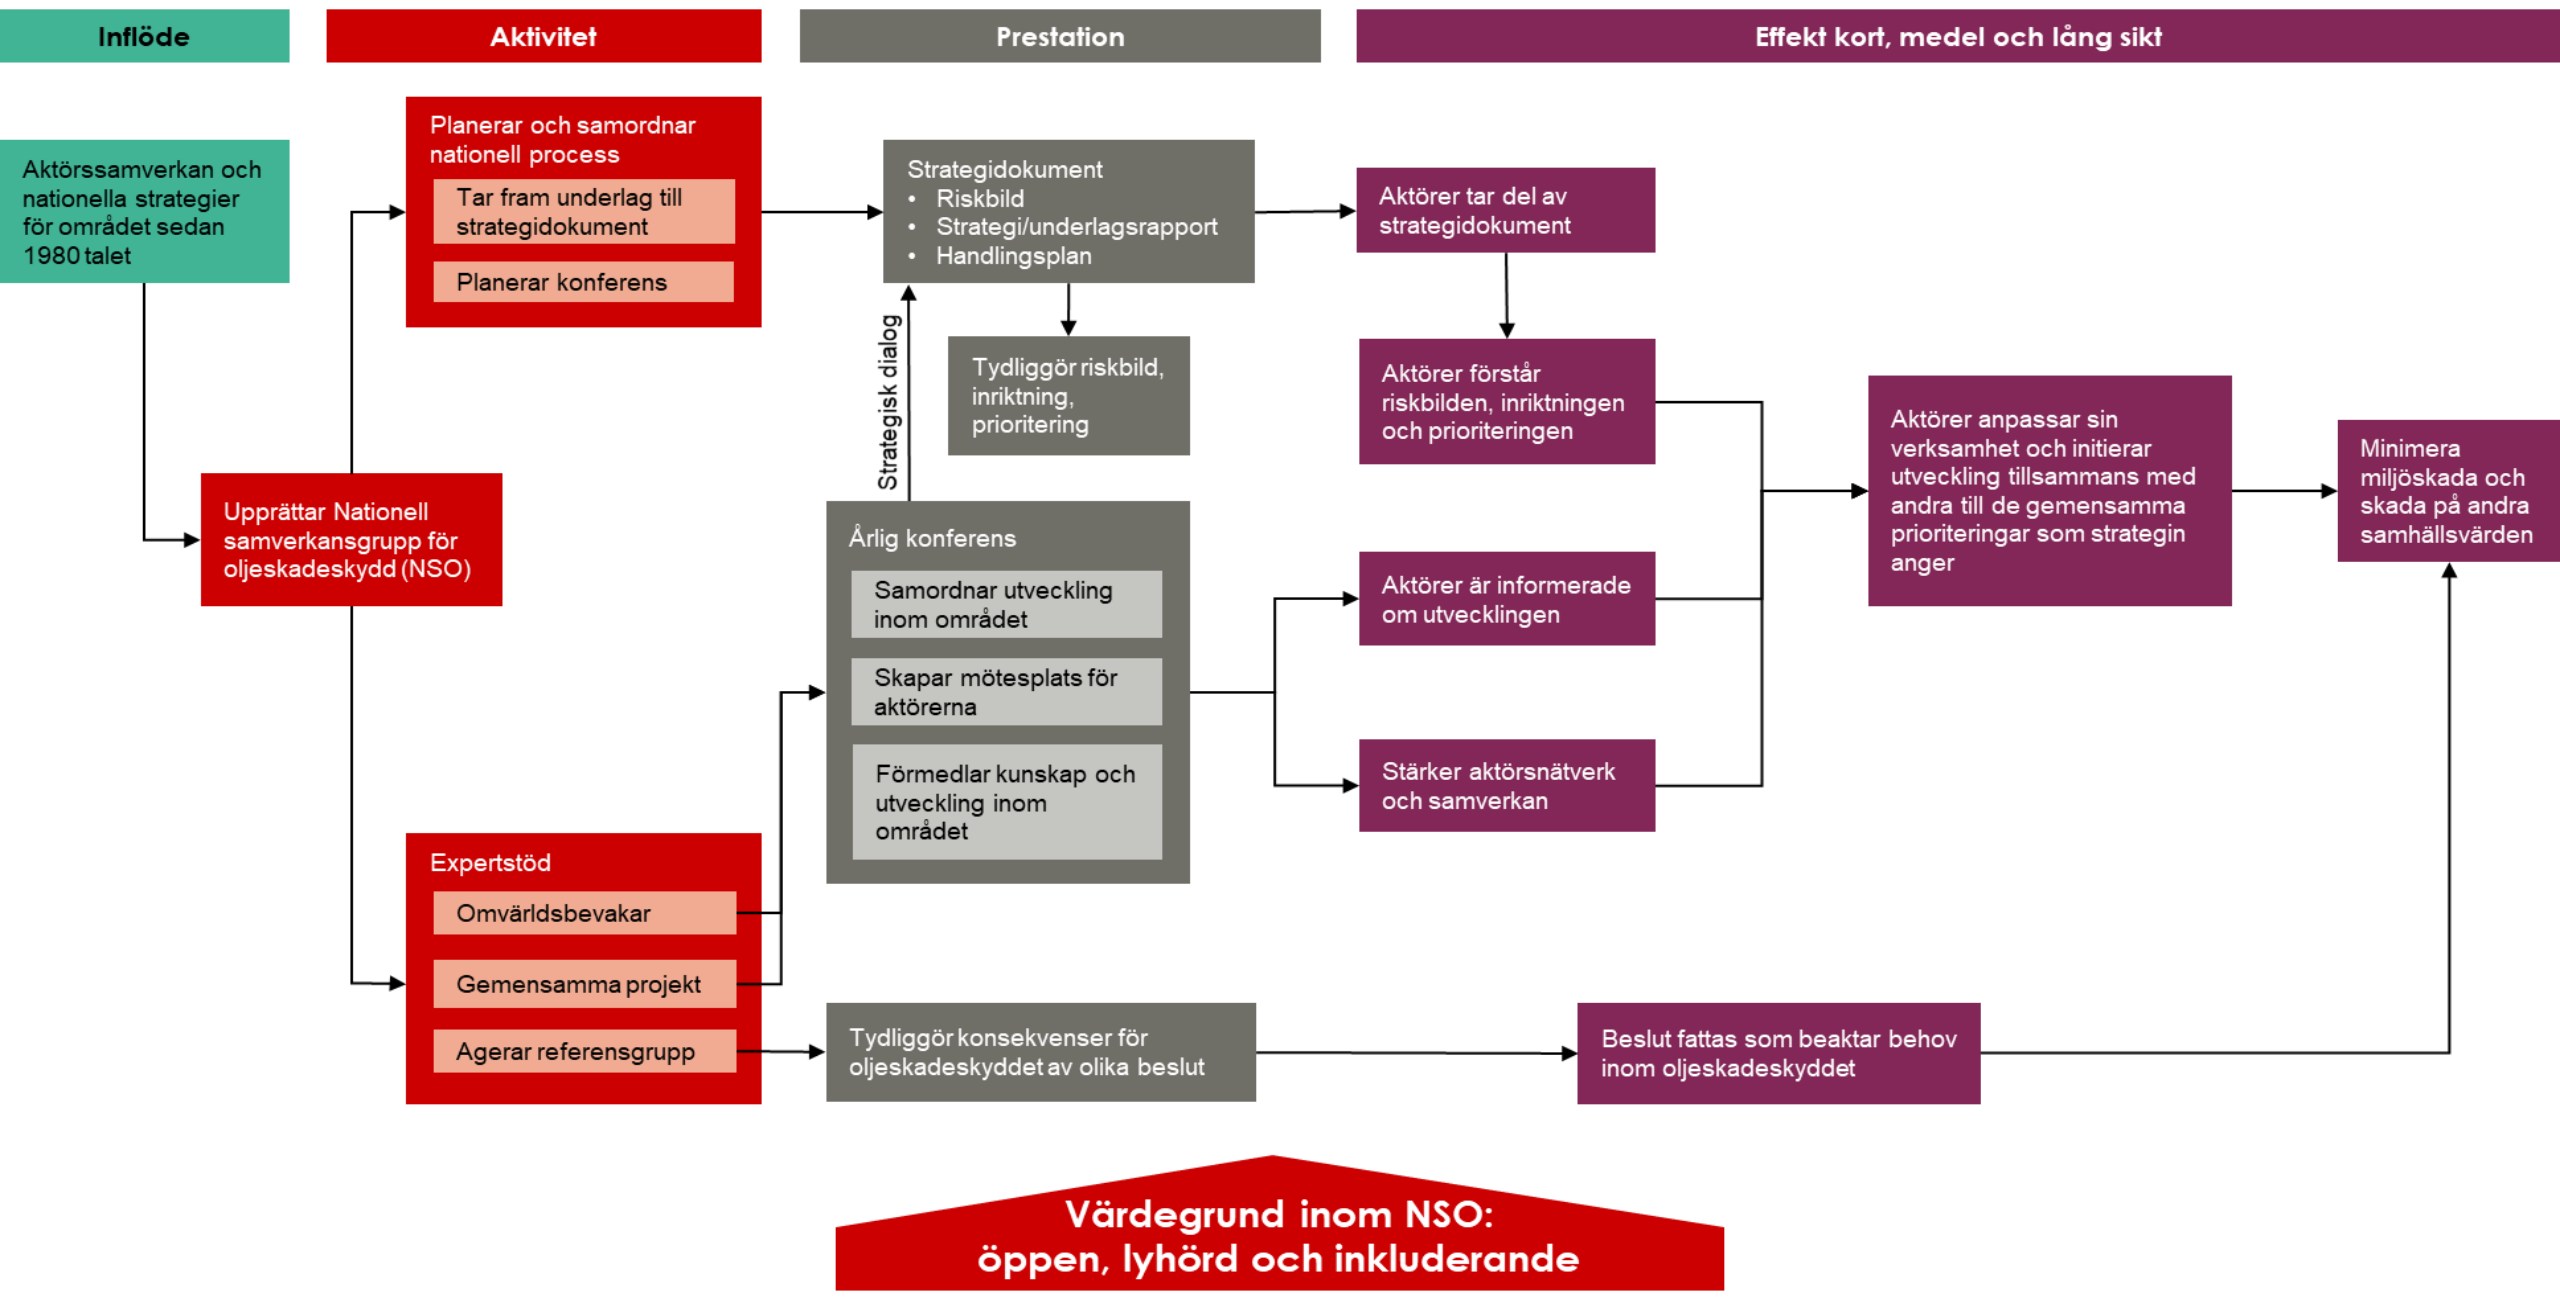 Inflöde
Aktivitet
Prestation
Effekt kort, medel och lång sikt
Aktörssamverkan och
nationella strategier
för området sedan
1980 talet
Upprättar Nationell
samverkansgrupp för
oljeskadeskydd (NSO)
Planerar och samordnar
nationell process
Tar fram underlag till
strategidokument
Planerar konferens
Expertstöd
Omvärldsbevakar
Gemensamma projekt
Agerar referensgrupp
Strategidokument
• Riskbild
• Strategi/underlagsrapport
• Handlingsplan
Tydliggör riskbild,
inriktning,
prioritering
Strategisk dialog
Årlig konferens
Samordnar utveckling
inom området
Skapar mötesplats för
aktörerna
Förmedlar kunskap och
utveckling inom
området
Tydliggör konsekvenser för
oljeskadeskyddet av olika beslut
Aktörer tar del av
strategidokument
Aktörer förstår
riskbilden, inriktningen
och prioriteringen
Aktörer är informerade
om utvecklingen
Stärker aktörsnätverk
och samverkan
Beslut fattas som beaktar behov
inom oljeskadeskyddet
Aktörer anpassar sin
verksamhet och initierar
utveckling tillsammans med
andra till de gemensamma
prioriteringar som strategin
anger
Minimera
miljöskada och
skada på andra
samhällsvärden
Värdegrund inom NSO:
öppen, lyhörd och inkluderande